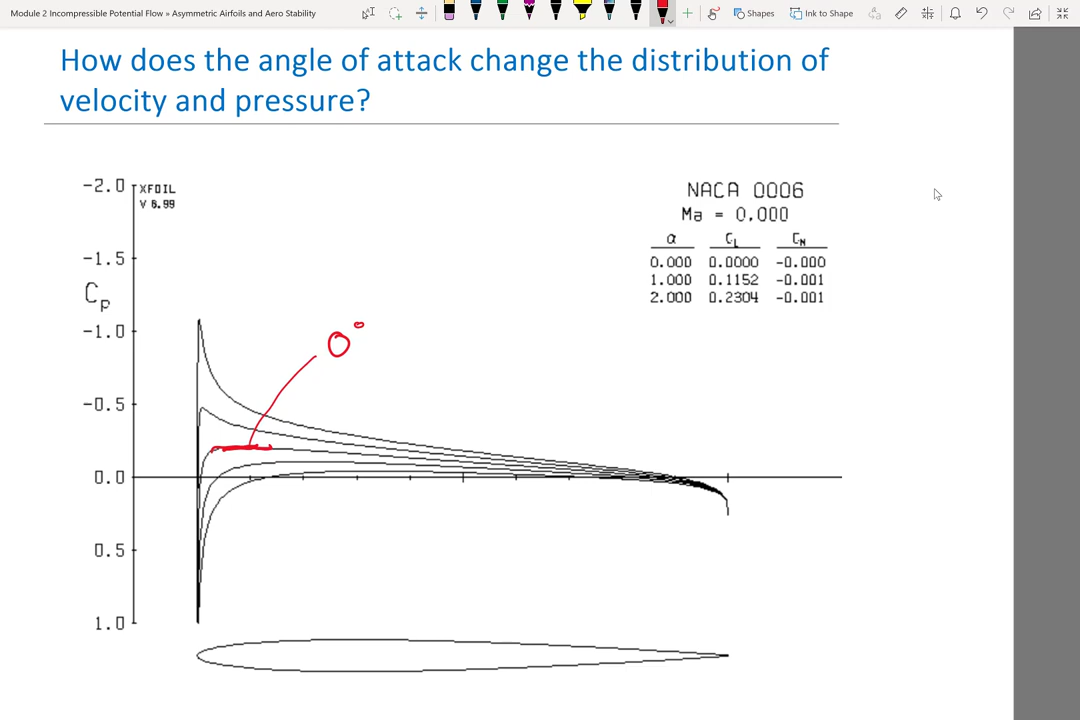 Module 2 Incompressible Potential Flow » Asymmetric Airfoils and Aero Stability
Shapes
Ink to Shape
How does the angle of attack change the distribution of
velocity and pressure?
-2.0
XFOIL
V 6.99
NACA 0006
Ma = 0.000
α CL CM
0.000 0.0000 -0.000
1.000 0.1152 -0.001
2.000 0.2304 -0.001
-1.5
Cp
-1.0
0°
-0.5
0.0
0.5
1.0